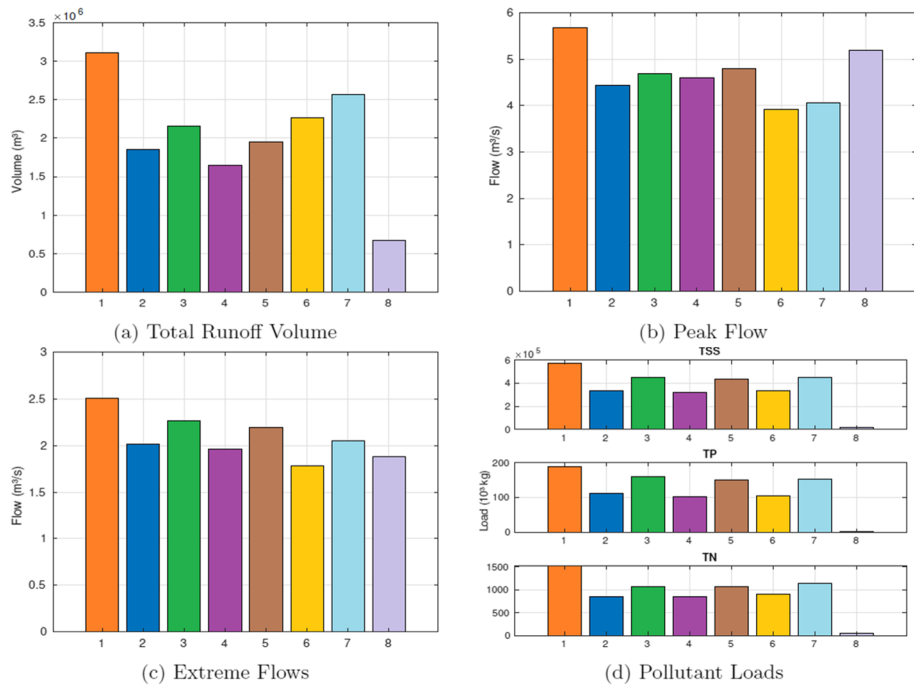 × 10⁶
3.5
3
2.5
2
1.5
1
0.5
0
Volume (m³)
1 2 3 4 5 6 7 8
(a) Total Runoff Volume
6
5
4
3
2
1
0
Flow (m³/s)
1 2 3 4 5 6 7 8
(b) Peak Flow
3
2.5
2
1.5
1
0.5
0
Flow (m³/s)
1 2 3 4 5 6 7 8
(c) Extreme Flows
TSS
× 10⁵
6
4
2
0
1 2 3 4 5 6 7 8
TP
200
100
0
Load (10³ kg)
1 2 3 4 5 6 7 8
TN
1500
1000
500
0
1 2 3 4 5 6 7 8
(d) Pollutant Loads